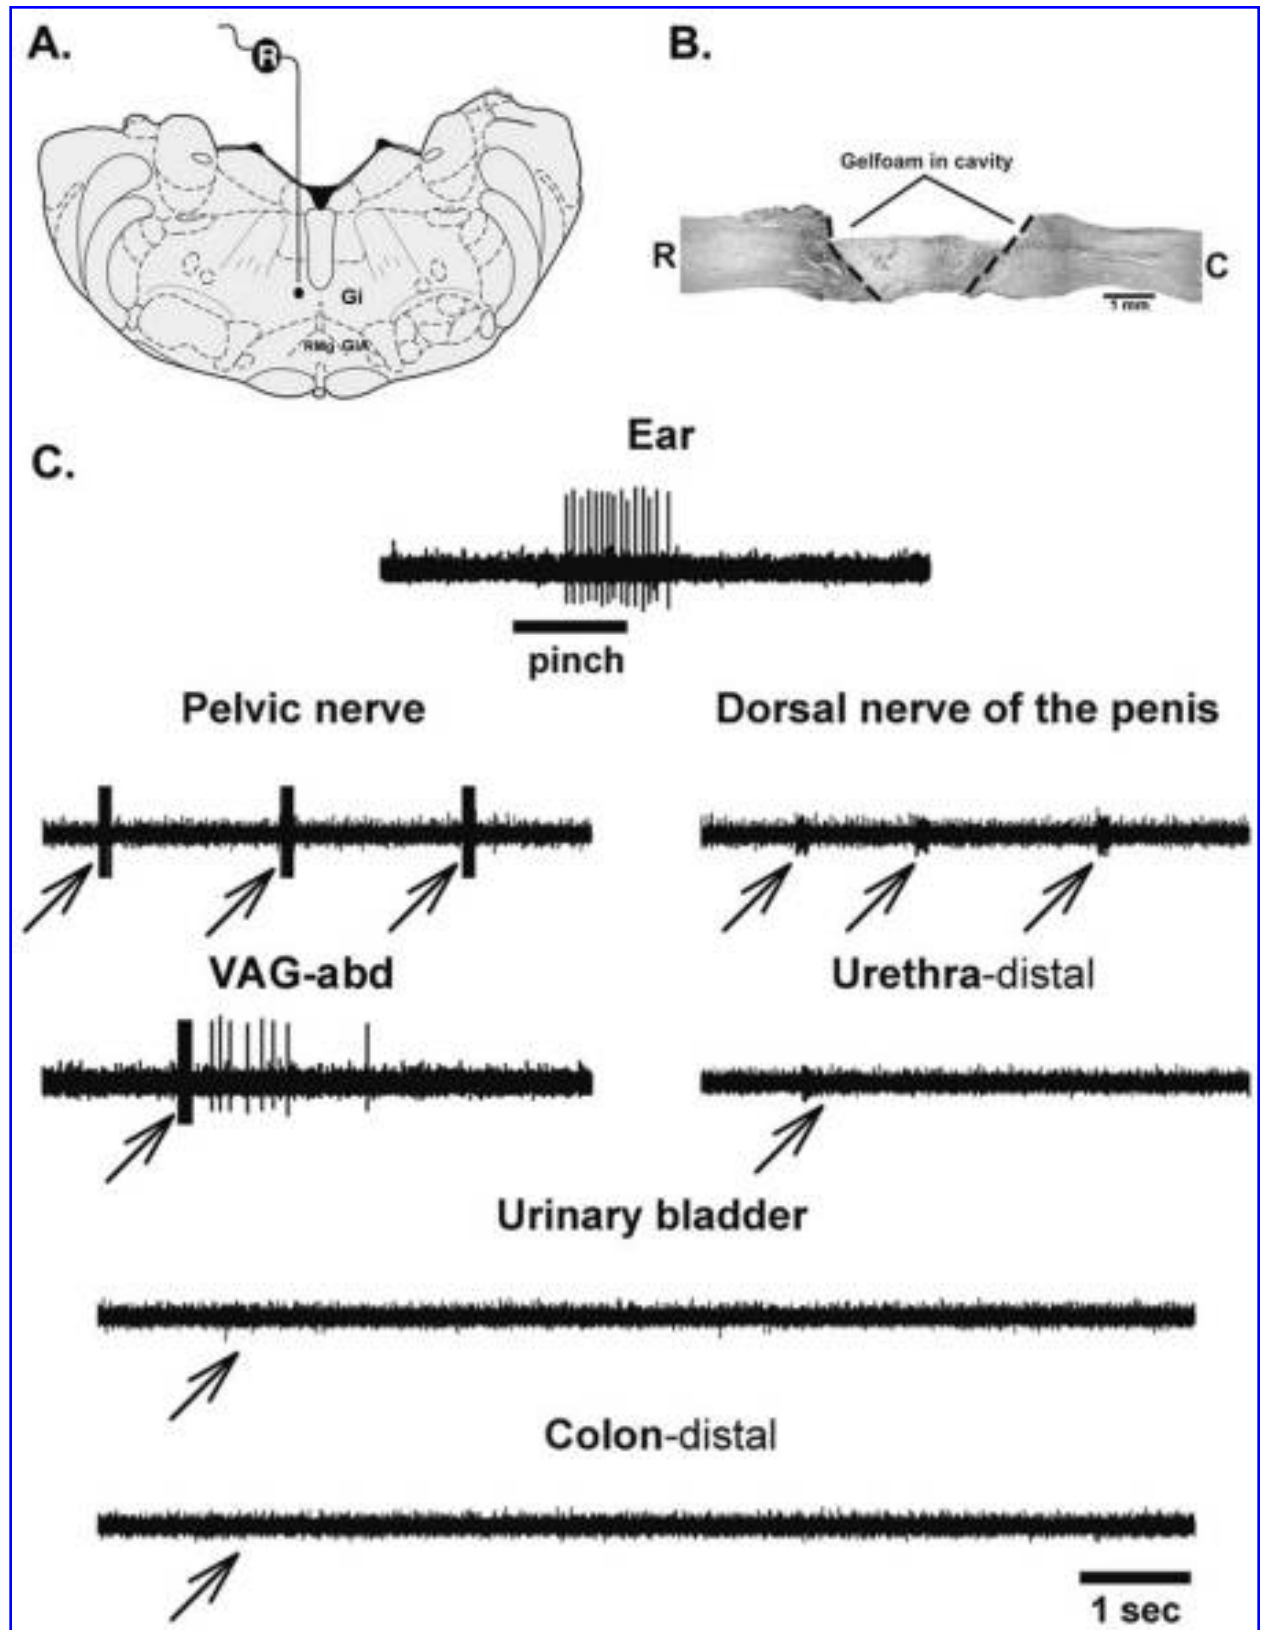 A.
R
Gi
RMg GiA
B.
Gelfoam in cavity
R
C
1 mm
C.
Ear
pinch
Pelvic nerve
Dorsal nerve of the penis
VAG-abd
Urethra-distal
Urinary bladder
Colon-distal
1 sec